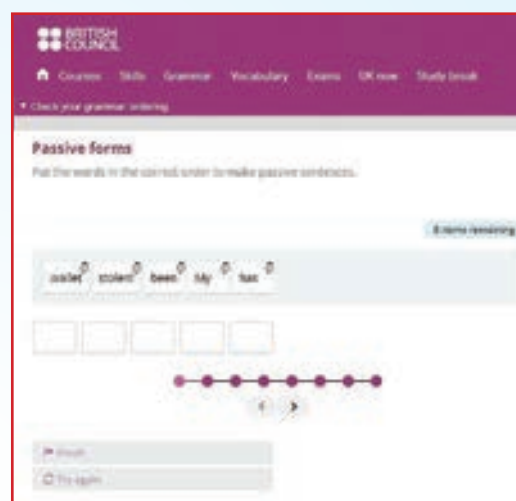 BRITISH
COUNCIL
Courses Skills Grammar Vocabulary Exams UK now Study break
Check your grammar: ordering
Passive forms
Put the words in the correct order to make passive sentences.
8 items remaining
wallet stolen been My has
Finish
Try again